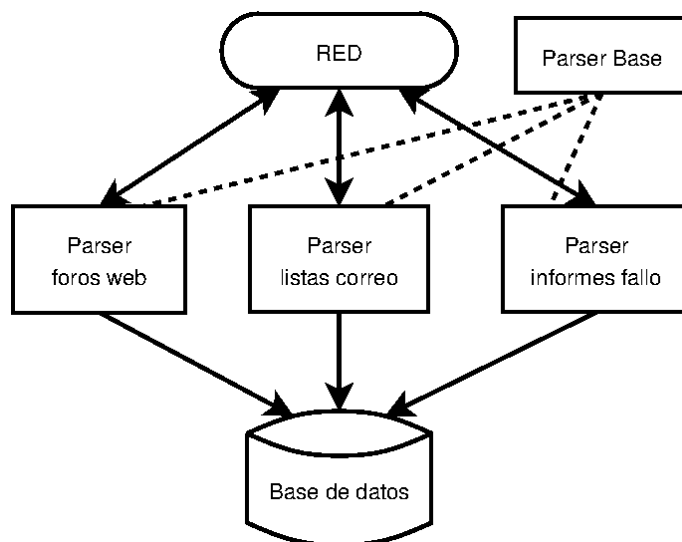 RED
Parser Base
Parser
foros web
Parser
listas correo
Parser
informes fallo
Base de datos